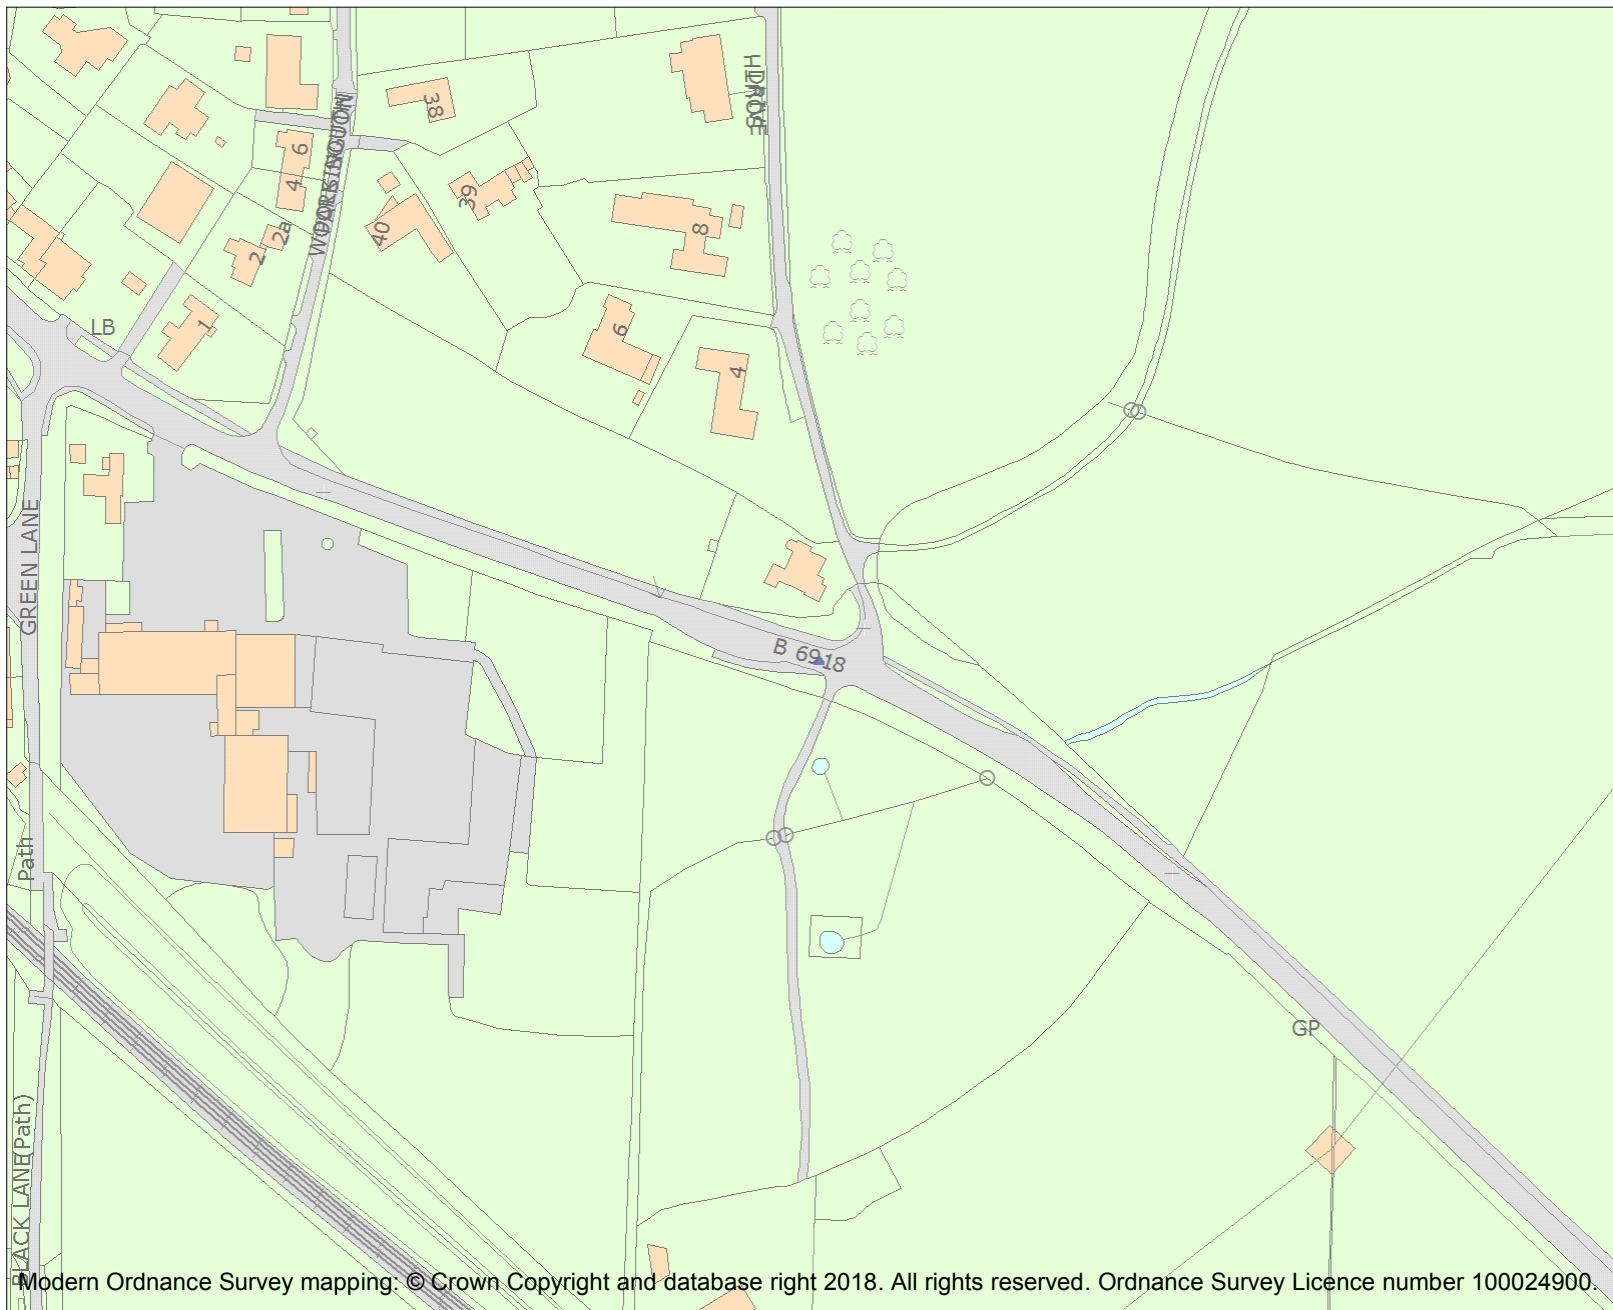 38
6
4
39
40
2a
2
8
1
LB
6
4
GREEN LANE
B 6918
Path
GP
BLACK LANE(Path)
Modern Ordnance Survey mapping: © Crown Copyright and database right 2018. All rights reserved. Ordnance Survey Licence number 100024900.